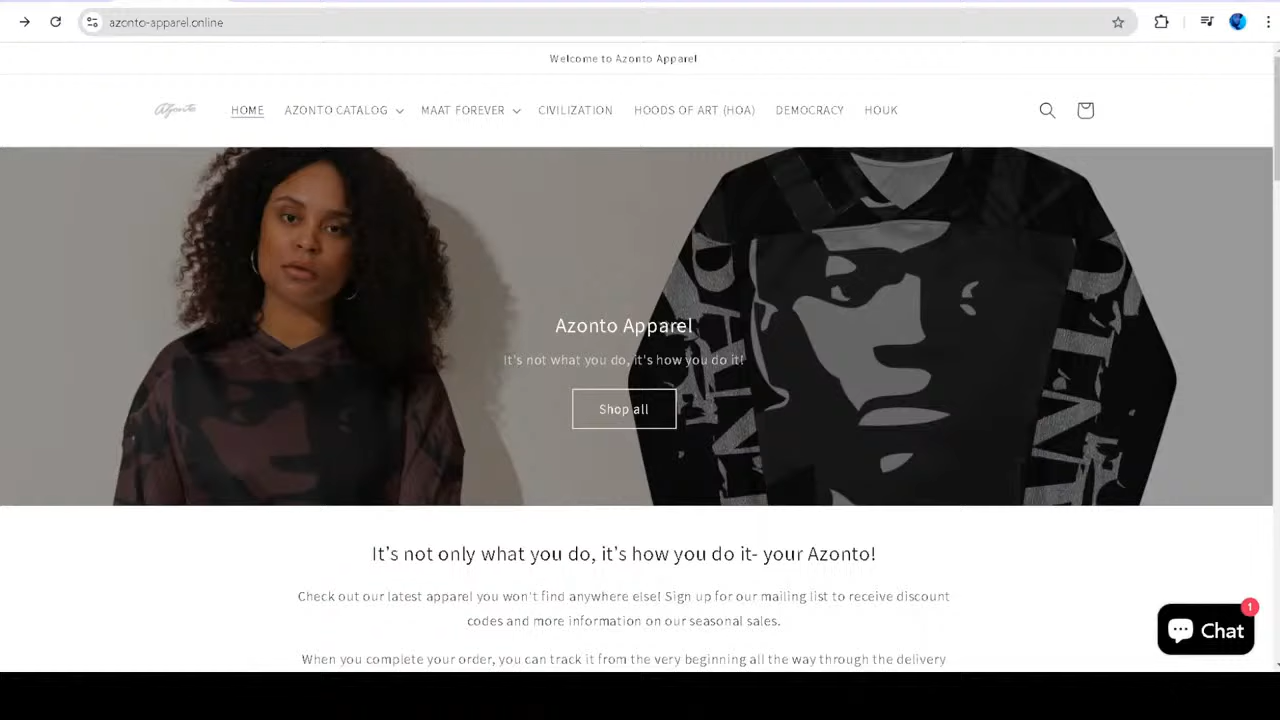 azonto-apparel.online
Welcome to Azonto Apparel
Azonto
HOME AZONTO CATALOG MAAT FOREVER CIVILIZATION HOODS OF ART (HOA) DEMOCRACY HOUK
Azonto Apparel
It's not what you do, it's how you do it!
Shop all
It's not only what you do, it's how you do it- your Azonto!
Check out our latest apparel you won't find anywhere else! Sign up for our mailing list to receive discount
codes and more information on our seasonal sales.
When you complete your order, you can track it from the very beginning all the way through the delivery
1
Chat